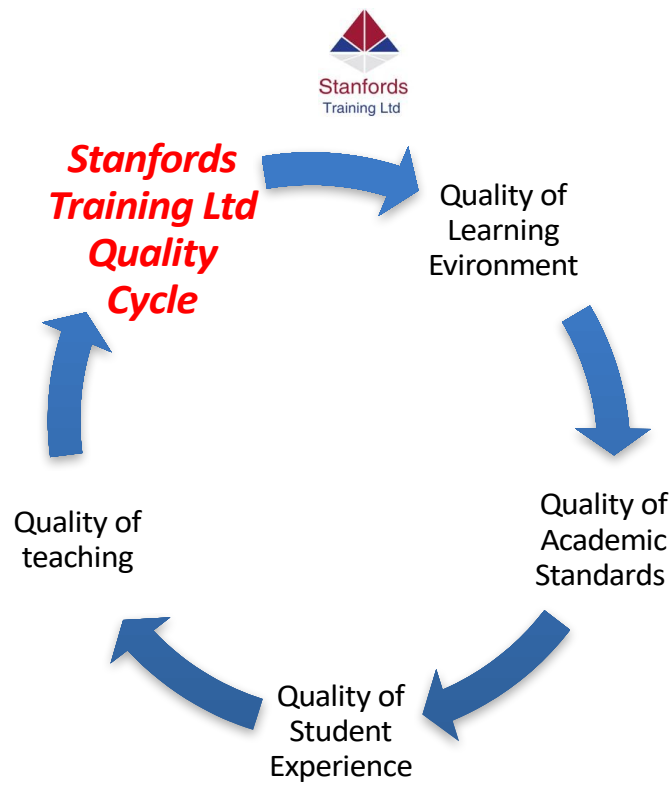 Stanfords
Training Ltd
Stanfords
Training Ltd
Quality
Cycle
Quality of
Learning
Evironment
Quality of
Academic
Standards
Quality of
Student
Experience
Quality of
teaching